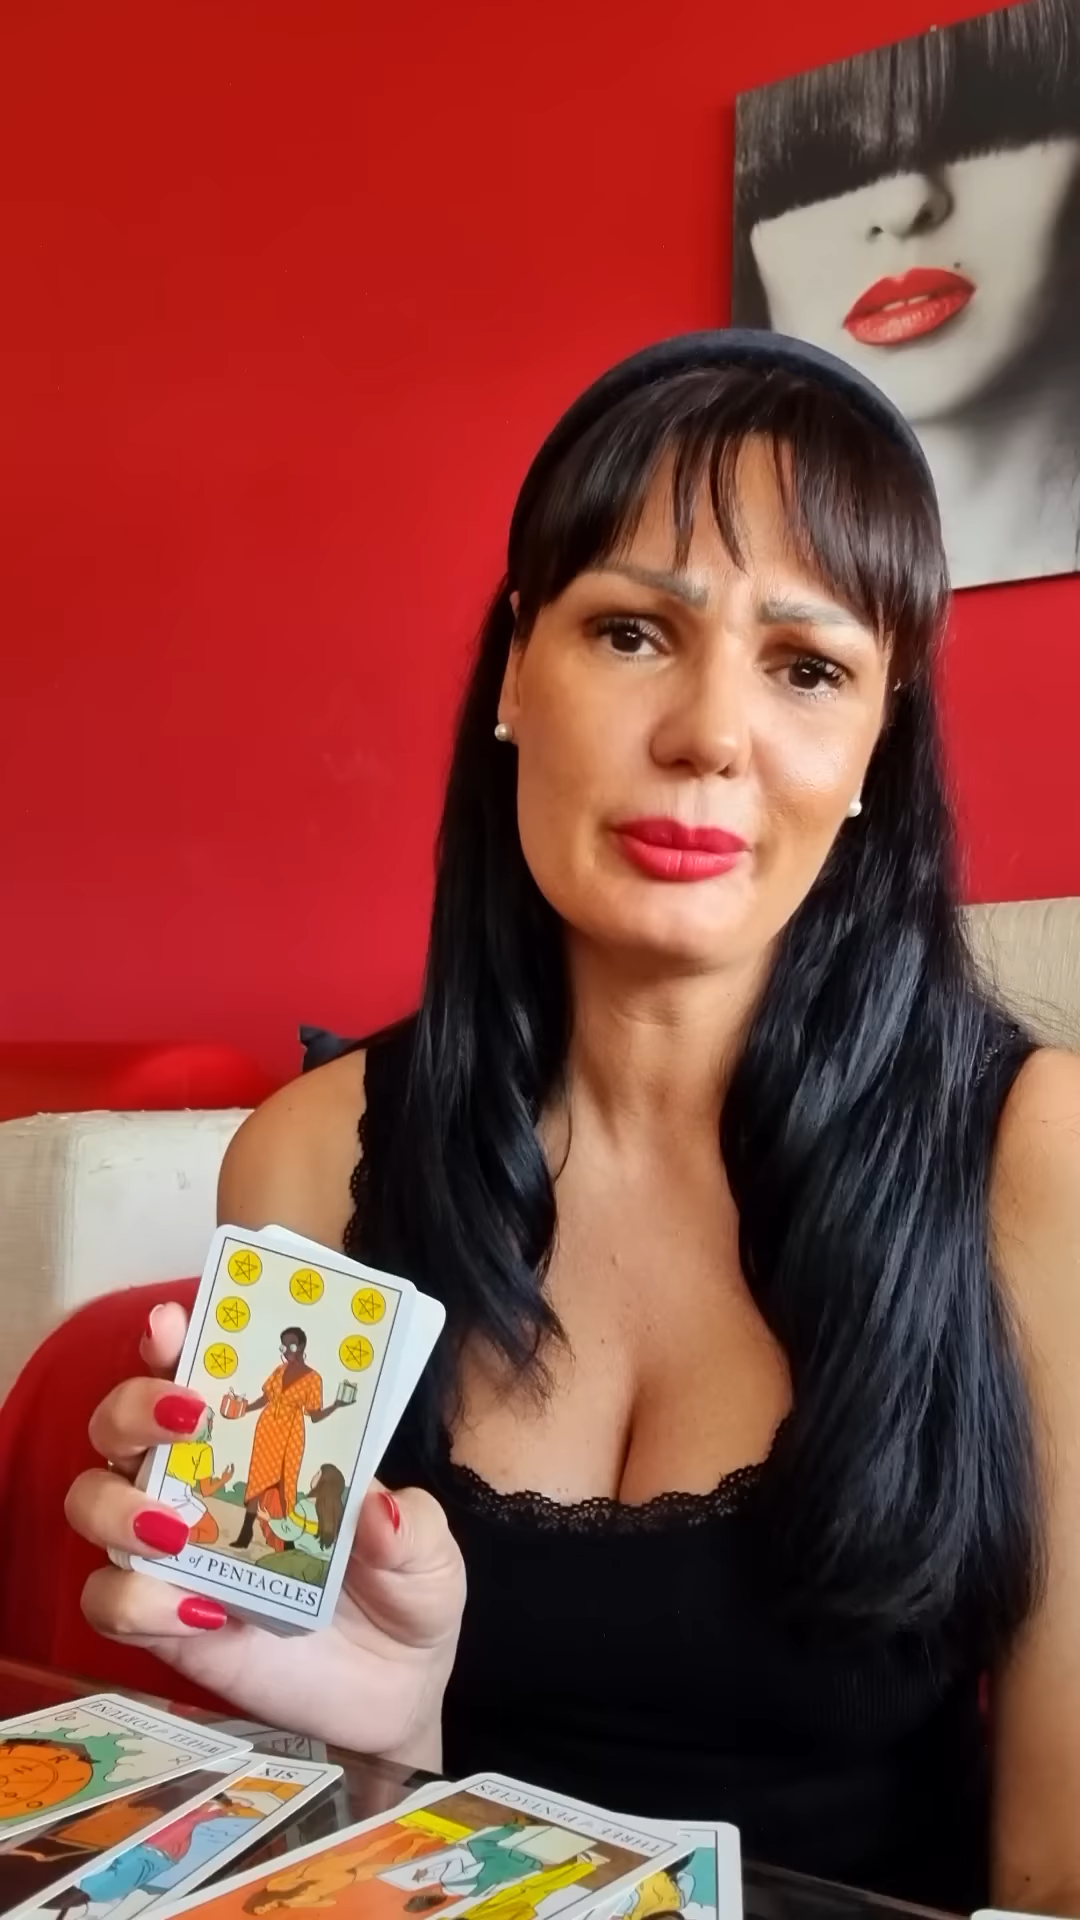 of PENTACLES
WHEEL of FORTUNE
SIX
THREE of PENTACLES